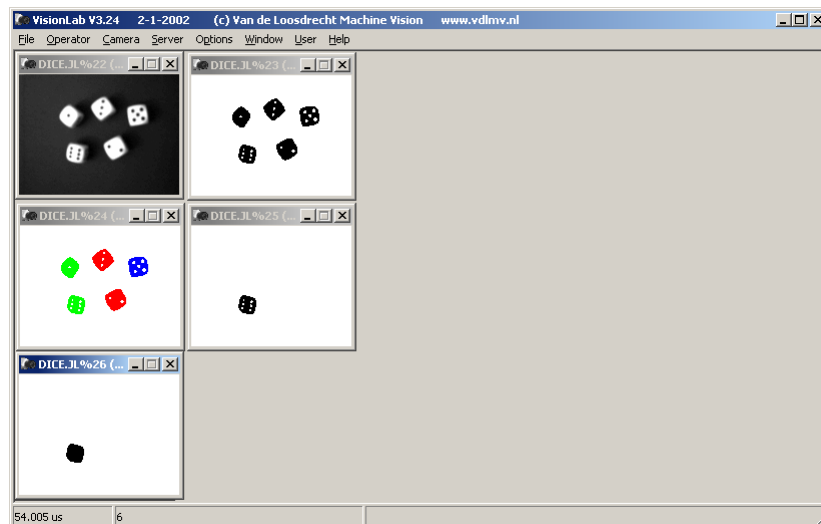 VisionLab V3.24 2-1-2002 (c) Van de Loosdrecht Machine Vision www.vdlmv.nl
File Operator Camera Server Options Window User Help
DICE.JL%22 (... DICE.JL%23 (...
DICE.JL%24 (... DICE.JL%25 (...
DICE.JL%26 (...
54.005 us 6